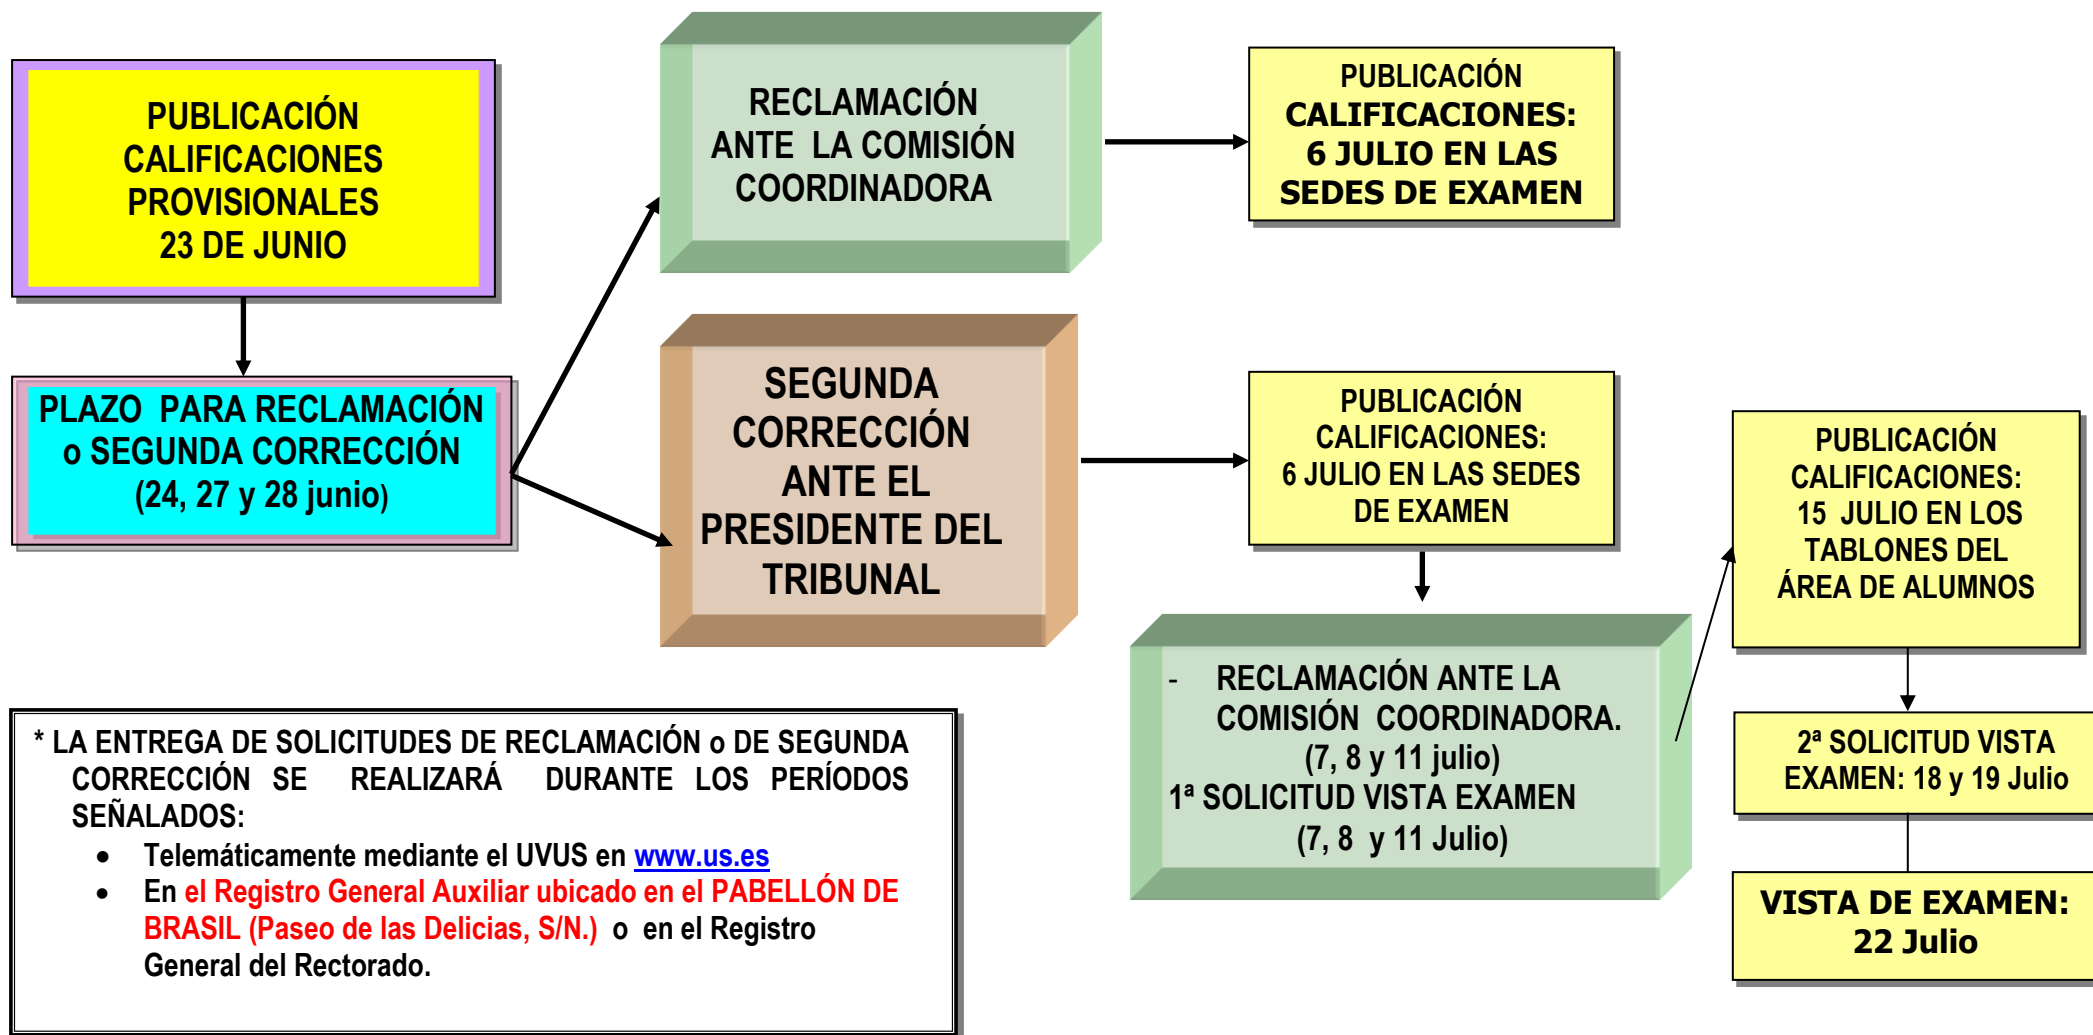 PUBLICACIÓN
CALIFICACIONES
PROVISIONALES
23 DE JUNIO
PLAZO PARA RECLAMACIÓN
o SEGUNDA CORRECCIÓN
(24, 27 y 28 junio)
RECLAMACIÓN
ANTE LA COMISIÓN
COORDINADORA
PUBLICACIÓN
CALIFICACIONES:
6 JULIO EN LAS
SEDES DE EXAMEN
SEGUNDA
CORRECCIÓN
ANTE EL
PRESIDENTE DEL
TRIBUNAL
PUBLICACIÓN
CALIFICACIONES:
6 JULIO EN LAS SEDES
DE EXAMEN
- RECLAMACIÓN ANTE LA
COMISIÓN COORDINADORA.
(7, 8 y 11 julio)
1ª SOLICITUD VISTA EXAMEN
(7, 8 y 11 Julio)
PUBLICACIÓN
CALIFICACIONES:
15 JULIO EN LOS
TABLONES DEL
ÁREA DE ALUMNOS
2ª SOLICITUD VISTA
EXAMEN: 18 y 19 Julio
VISTA DE EXAMEN:
22 Julio
* LA ENTREGA DE SOLICITUDES DE RECLAMACIÓN o DE SEGUNDA
CORRECCIÓN SE REALIZARÁ DURANTE LOS PERÍODOS
SEÑALADOS:
• Telemáticamente mediante el UVUS en www.us.es
• En el Registro General Auxiliar ubicado en el PABELLÓN DE
BRASIL (Paseo de las Delicias, S/N.) o en el Registro
General del Rectorado.